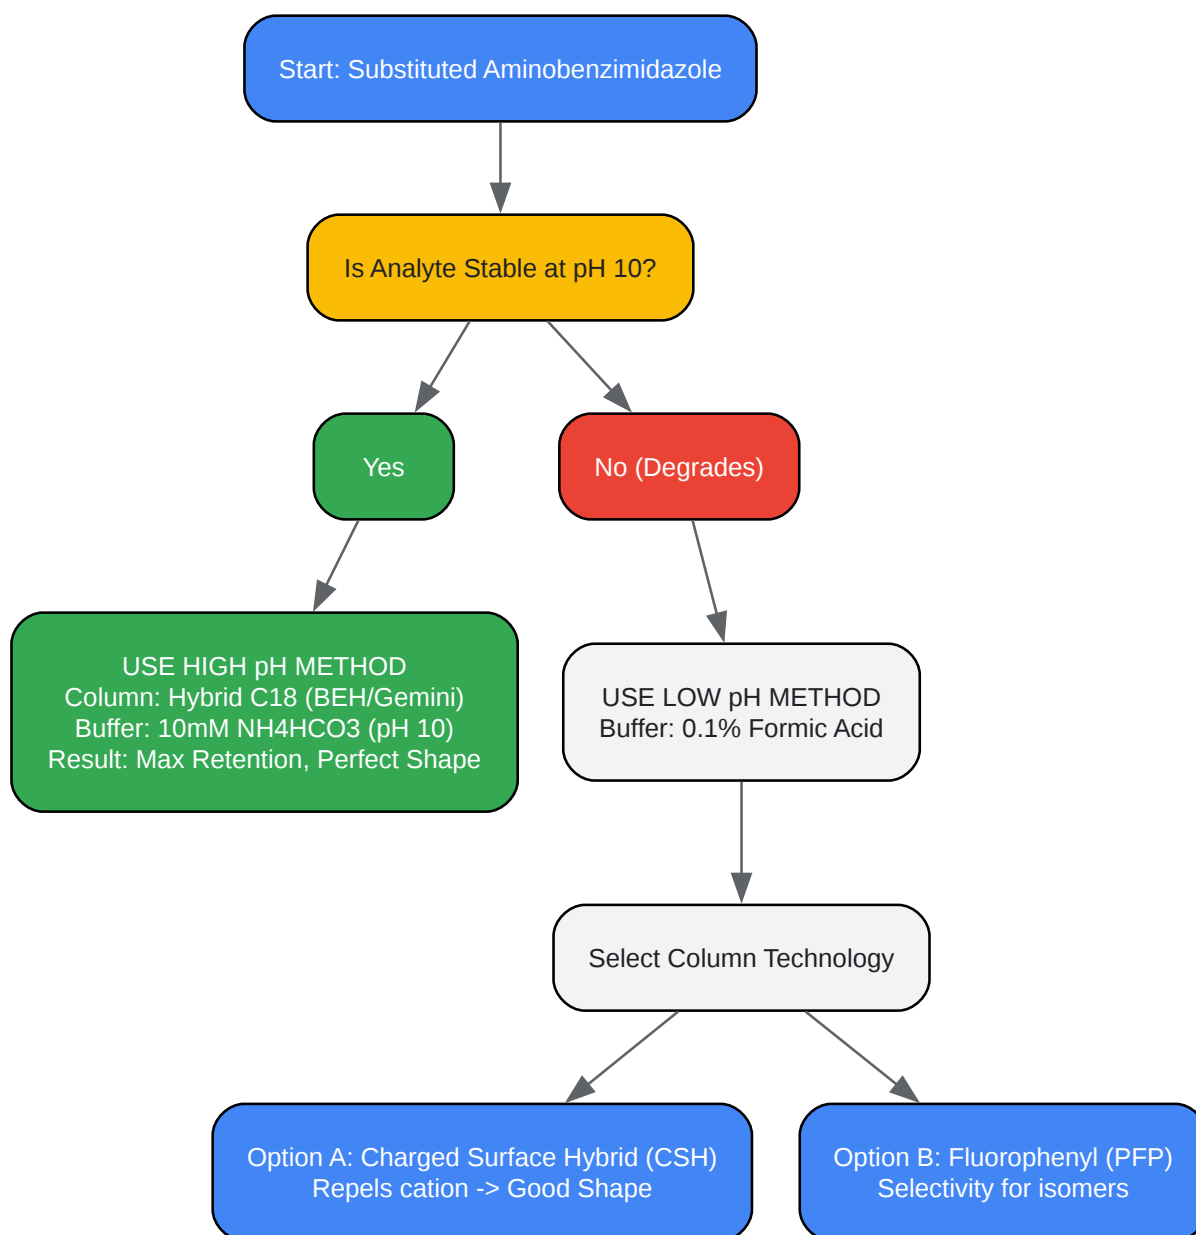 Start: Substituted Aminobenzimidazole
Is Analyte Stable at pH 10?
Yes
No (Degrades)
USE HIGH pH METHOD
Column: Hybrid C18 (BEH/Gemini)
Buffer: 10mM NH4HCO3 (pH 10)
Result: Max Retention, Perfect Shape
USE LOW pH METHOD
Buffer: 0.1% Formic Acid
Select Column Technology
Option A: Charged Surface Hybrid (CSH)
Repels cation -> Good Shape
Option B: Fluorophenyl (PFP)
Selectivity for isomers